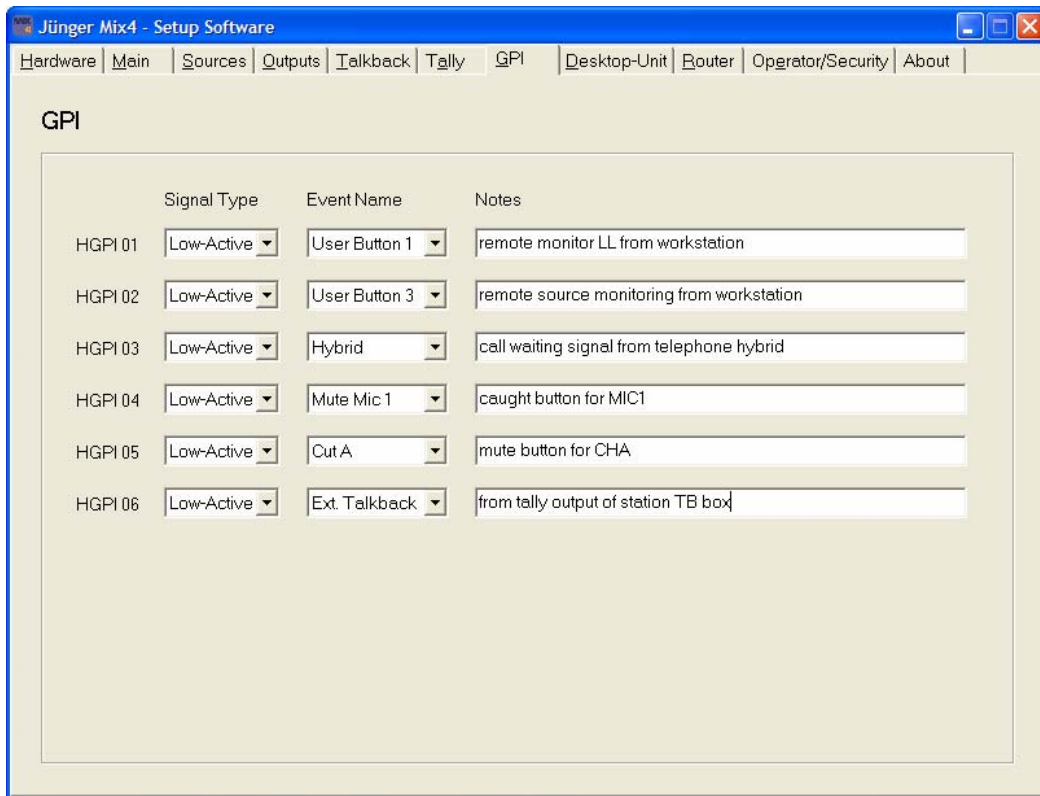 Jünger Mix4 - Setup Software
Hardware Main Sources Outputs Talkback Tally GPI Desktop-Unit Router Operator/Security About
GPI
Signal Type Event Name Notes
HGPI 01 Low-Active User Button 1 remote monitor LL from workstation
HGPI 02 Low-Active User Button 3 remote source monitoring from workstation
HGPI 03 Low-Active Hybrid call waiting signal from telephone hybrid
HGPI 04 Low-Active Mute Mic 1 caught button for MIC1
HGPI 05 Low-Active Cut A mute button for CHA
HGPI 06 Low-Active Ext. Talkback from tally output of station TB box